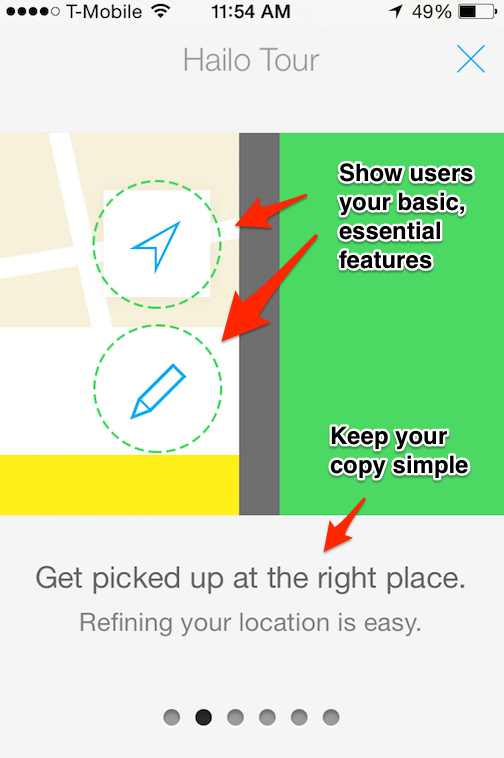 T-Mobile 11:54 AM 49%
Hailo Tour
Show users
your basic,
essential
features
Keep your
copy simple
Get picked up at the right place.
Refining your location is easy.